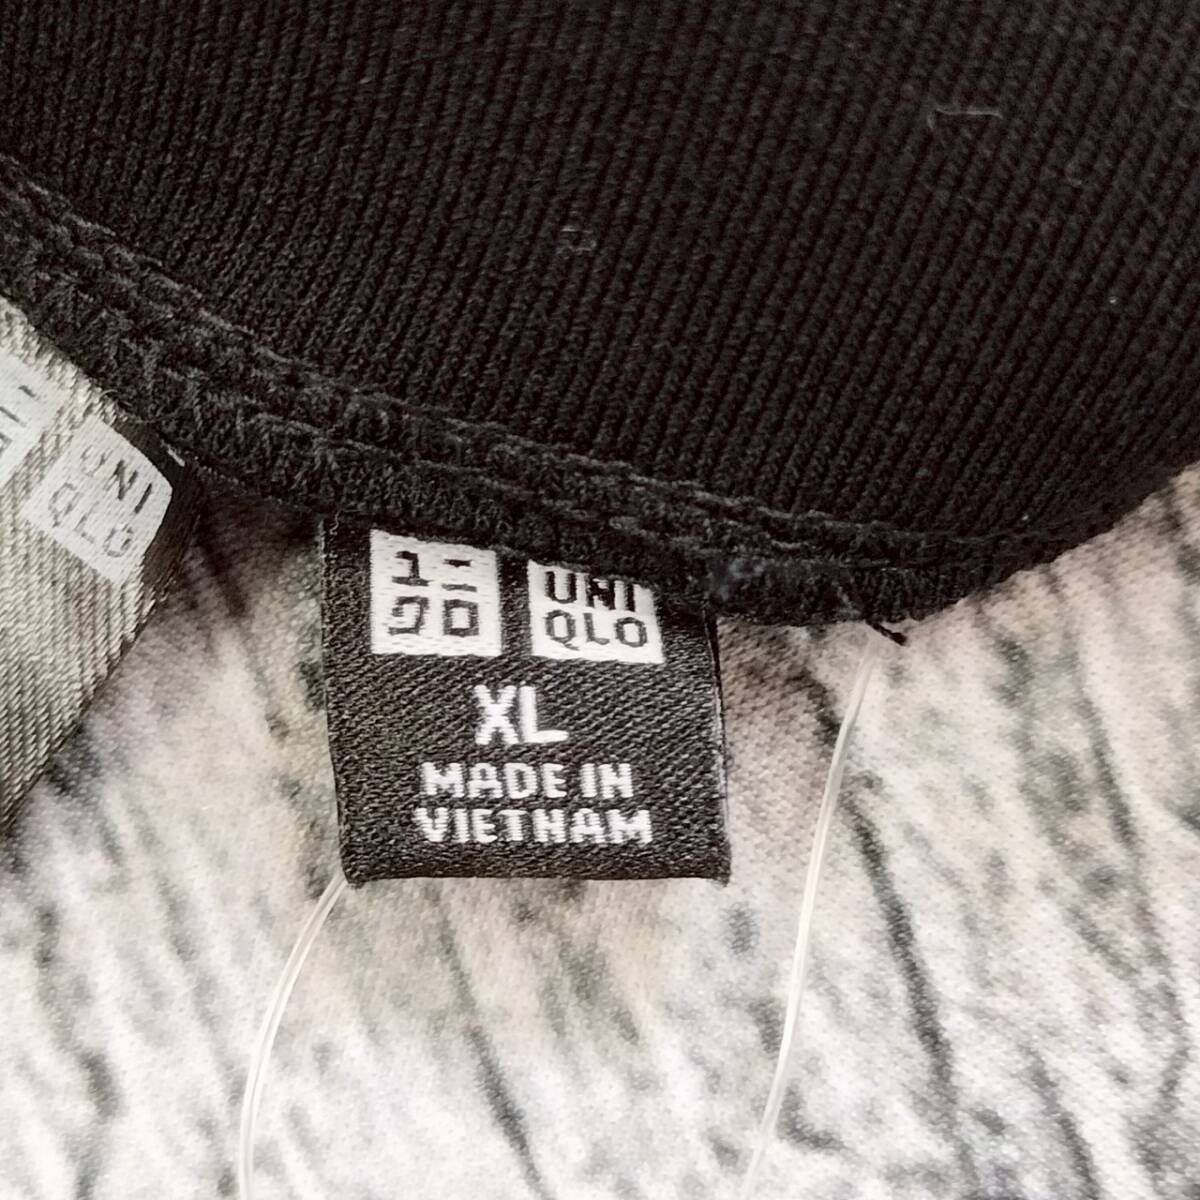 ユニ
クロ
UNI
QLO
XL
MADE IN
VIETNAM
UNI
QLO